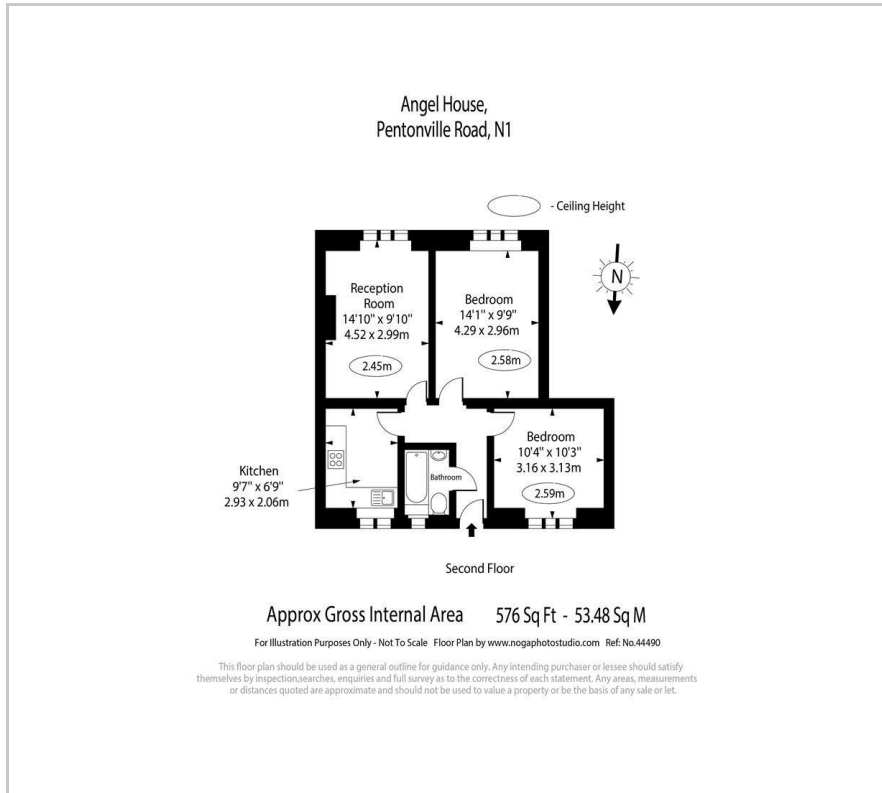 Angel House,
Pentonville Road, N1
- Ceiling Height
N
Reception
Room
14'10" x 9'10"
4.52 x 2.99m
2.45m
Bedroom
14'1" x 9'9"
4.29 x 2.96m
2.58m
Kitchen
9'7" x 6'9"
2.93 x 2.06m
Bathroom
Bedroom
10'4" x 10'3"
3.16 x 3.13m
2.59m
Second Floor
Approx Gross Internal Area 576 Sq Ft - 53.48 Sq M
For Illustration Purposes Only - Not To Scale Floor Plan by www.nogaphotostudio.com Ref: No.44490
This floor plan should be used as a general outline for guidance only. Any intending purchaser or lessee should satisfy
themselves by inspection,searches, enquiries and full survey as to the correctness of each statement. Any areas, measurements
or distances quoted are approximate and should not be used to value a property or be the basis of any sale or let.